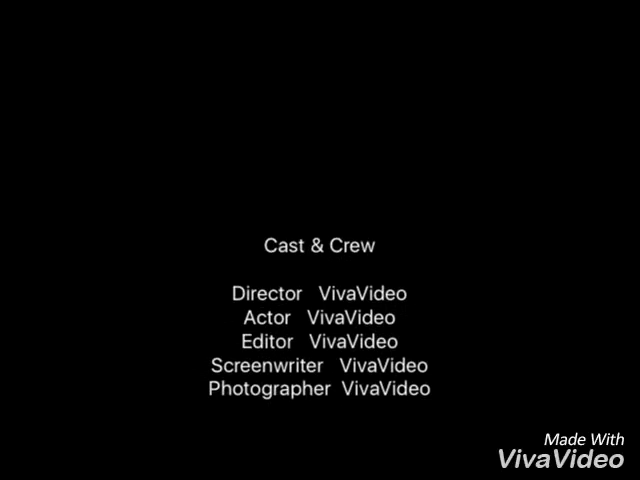 Cast & Crew
Director VivaVideo
Actor VivaVideo
Editor VivaVideo
Screenwriter VivaVideo
Photographer VivaVideo
Made With
VivaVideo